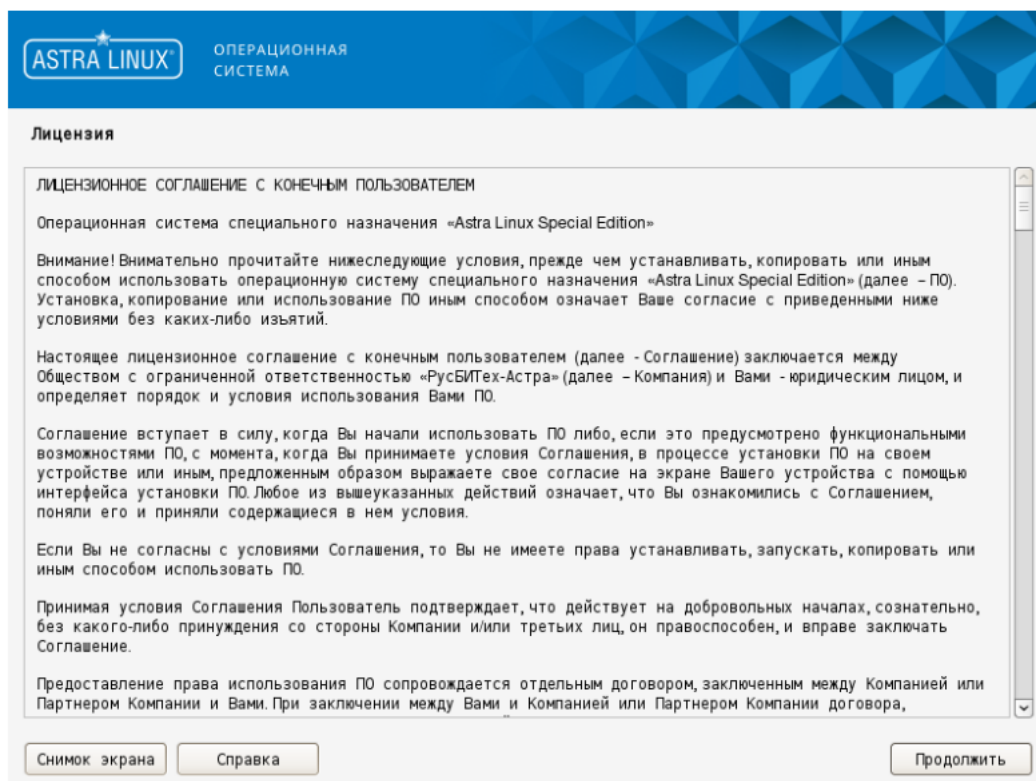 ASTRA LINUX®
ОПЕРАЦИОННАЯ
СИСТЕМА
Лицензия
ЛИЦЕНЗИОННОЕ СОГЛАШЕНИЕ С КОНЕЧНЫМ ПОЛЬЗОВАТЕЛЕМ
Операционная система специального назначения «Astra Linux Special Edition»
Внимание! Внимательно прочитайте нижеследующие условия, прежде чем устанавливать, копировать или иным
способом использовать операционную систему специального назначения «Astra Linux Special Edition» (далее – ПО).
Установка, копирование или использование ПО иным способом означает Ваше согласие с приведенными ниже
условиями без каких-либо изъятий.
Настоящее лицензионное соглашение с конечным пользователем (далее - Соглашение) заключается между
Обществом с ограниченной ответственностью «РусБИТех-Астра» (далее – Компания) и Вами - юридическим лицом, и
определяет порядок и условия использования Вами ПО.
Соглашение вступает в силу, когда Вы начали использовать ПО либо, если это предусмотрено функциональными
возможностями ПО, с момента, когда Вы принимаете условия Соглашения, в процессе установки ПО на своем
устройстве или иным, предложенным образом выражаете свое согласие на экране Вашего устройства с помощью
интерфейса установки ПО. Любое из вышеуказанных действий означает, что Вы ознакомились с Соглашением,
поняли его и приняли содержащиеся в нем условия.
Если Вы не согласны с условиями Соглашения, то Вы не имеете права устанавливать, запускать, копировать или
иным способом использовать ПО.
Принимая условия Соглашения Пользователь подтверждает, что действует на добровольных началах, сознательно,
без какого-либо принуждения со стороны Компании и/или третьих лиц, он правоспособен, и вправе заключать
Соглашение.
Предоставление права использования ПО сопровождается отдельным договором, заключенным между Компанией или
Партнером Компании и Вами. При заключении между Вами и Компанией или Партнером Компании договора,
Снимок экрана
Справка
Продолжить